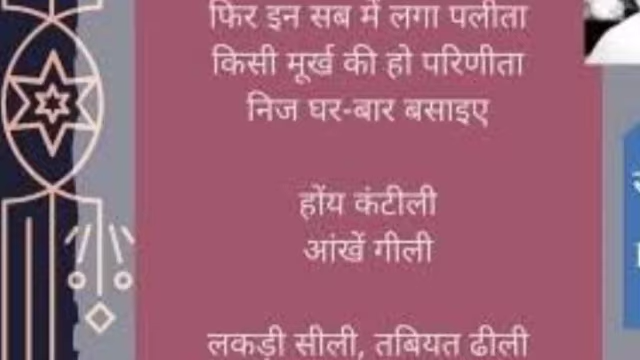 फिर इन सब में लगा पलीता
किसी मूर्ख की हो परिणीता
निज घर-बार बसाइए
होंय कंटीली
आंखें गीली
लकड़ी सीली, तबियत ढीली